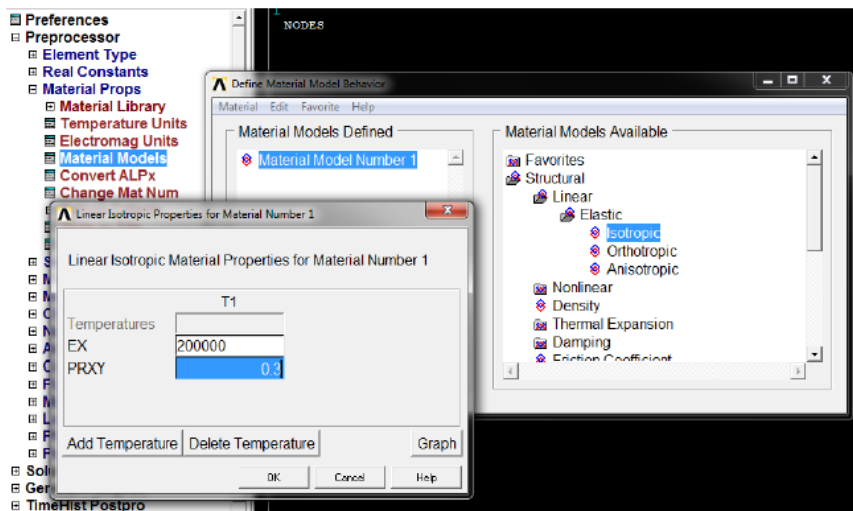 Preferences
Preprocessor
Element Type
Real Constants
Material Props
Material Library
Temperature Units
Electromag Units
Material Models
Convert ALPx
Change Mat Num
S
M
M
C
N
A
C
F
M
L
P
P
Sol
Ger
TimeHist Postpro
1
NODES
Define Material Model Behavior
Material Edit Favorite Help
Material Models Defined
Material Model Number 1
Material Models Available
Favorites
Structural
Linear
Elastic
Isotropic
Orthotropic
Anisotropic
Nonlinear
Density
Thermal Expansion
Damping
Friction Coefficient
Linear Isotropic Properties for Material Number 1
Linear Isotropic Material Properties for Material Number 1
T1
Temperatures
EX 200000
PRXY 0.3
Add Temperature Delete Temperature Graph
OK Cancel Help